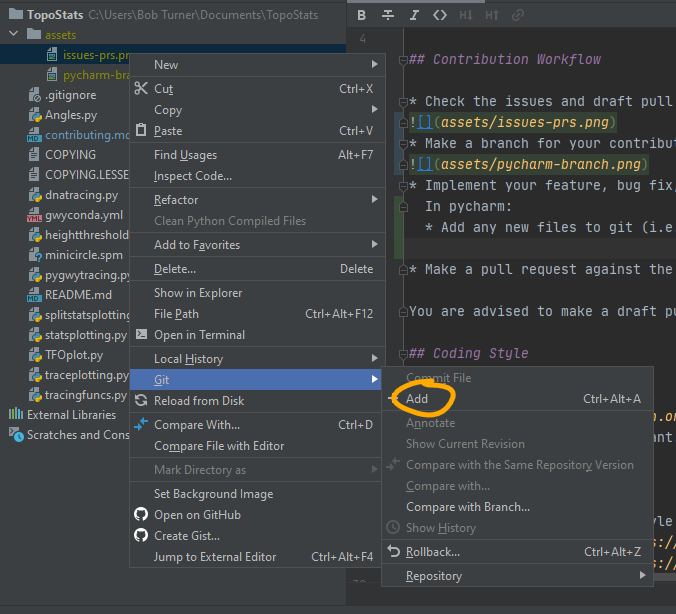 TopoStats C:\Users\Bob Turner\Documents\TopoStats
assets
issues-prs.pr
pycharm-bra
.gitignore
Angles.py
contributing.md
COPYING
COPYING.LESSE
dnatracing.py
gwyconda.yml
heightthreshold
minicircle.spm
pygwytracing.py
README.md
splitstatsplotting
statsplotting.py
TFOplot.py
traceplotting.py
tracingfuncs.py
External Libraries
Scratches and Cons
New
Cut Ctrl+X
Copy
Paste Ctrl+V
Find Usages Alt+F7
Inspect Code...
Refactor
Clean Python Compiled Files
Add to Favorites
Delete... Delete
Show in Explorer
File Path Ctrl+Alt+F12
Open in Terminal
Local History
Git
Reload from Disk
Compare With... Ctrl+D
Compare File with Editor
Mark Directory as
Set Background Image
Open on GitHub
Create Gist...
Jump to External Editor Ctrl+Alt+F4
Commit File
Add Ctrl+Alt+A
Annotate
Show Current Revision
Compare with the Same Repository Version
Compare with...
Compare with Branch...
Show History
Rollback... Ctrl+Alt+Z
Repository
B I <> H↓ H↑
4
## Contribution Workflow
* Check the issues and draft pull
![](assets/issues-prs.png)
* Make a branch for your contribut
![](assets/pycharm-branch.png)
* Implement your feature, bug fix,
In pycharm:
* Add any new files to git (i.e.
* Make a pull request against the
You are advised to make a draft pu
## Coding Style